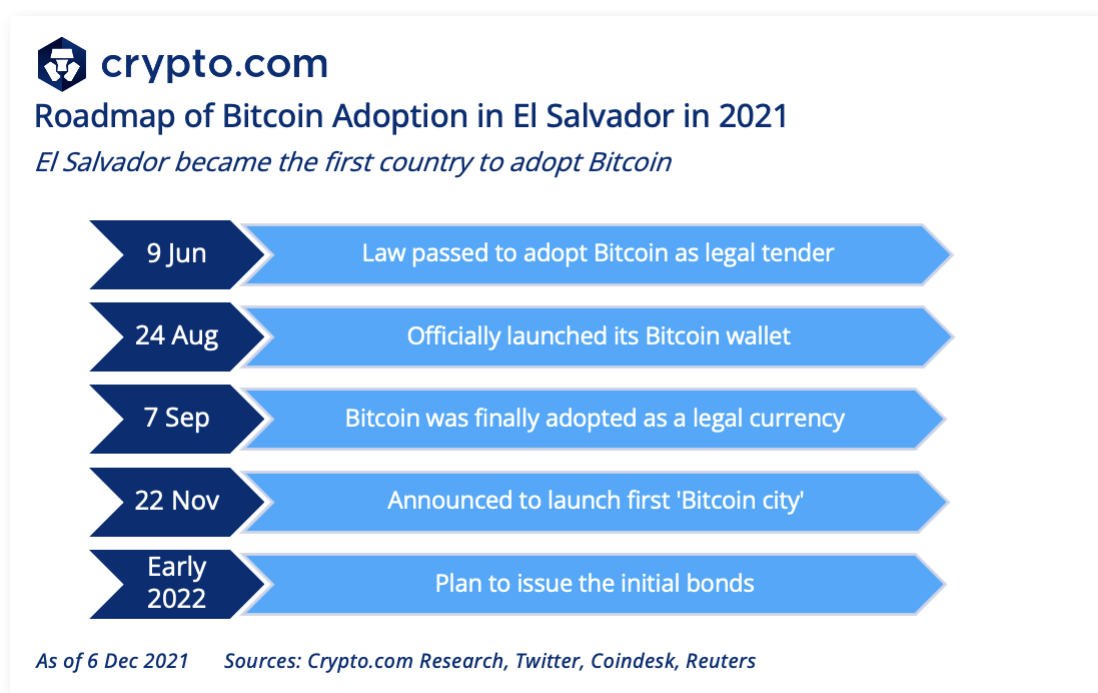 crypto.com
Roadmap of Bitcoin Adoption in El Salvador in 2021
El Salvador became the first country to adopt Bitcoin
9 Jun Law passed to adopt Bitcoin as legal tender
24 Aug Officially launched its Bitcoin wallet
7 Sep Bitcoin was finally adopted as a legal currency
22 Nov Announced to launch first 'Bitcoin city'
Early
2022
Plan to issue the initial bonds
As of 6 Dec 2021 Sources: Crypto.com Research, Twitter, Coindesk, Reuters